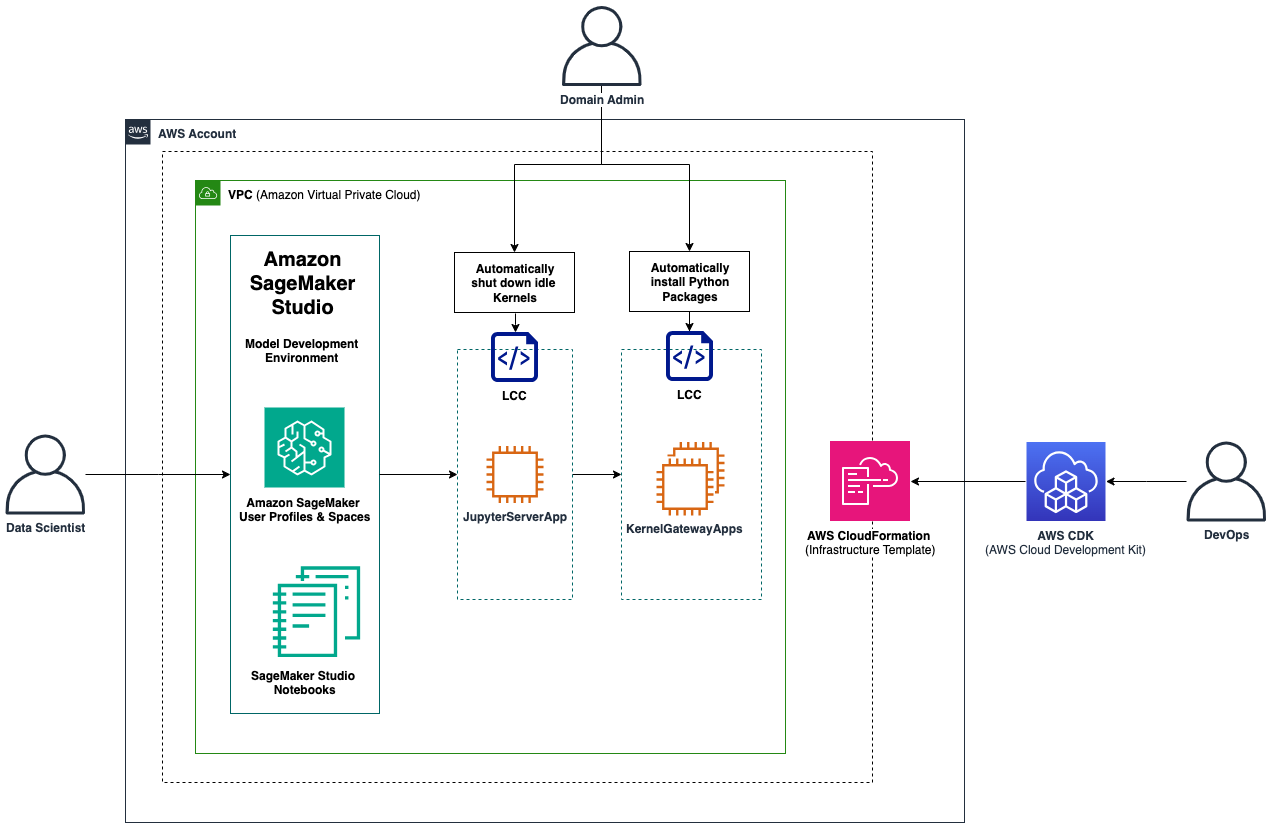 Domain Admin
aws
AWS Account
VPC (Amazon Virtual Private Cloud)
Amazon
SageMaker
Studio
Model Development
Environment
Amazon SageMaker
User Profiles & Spaces
SageMaker Studio
Notebooks
Automatically
shut down idle
Kernels
</>
LCC
JupyterServerApp
Automatically
install Python
Packages
</>
LCC
KernelGatewayApps
Data Scientist
AWS CloudFormation
(Infrastructure Template)
AWS CDK
(AWS Cloud Development Kit)
DevOps